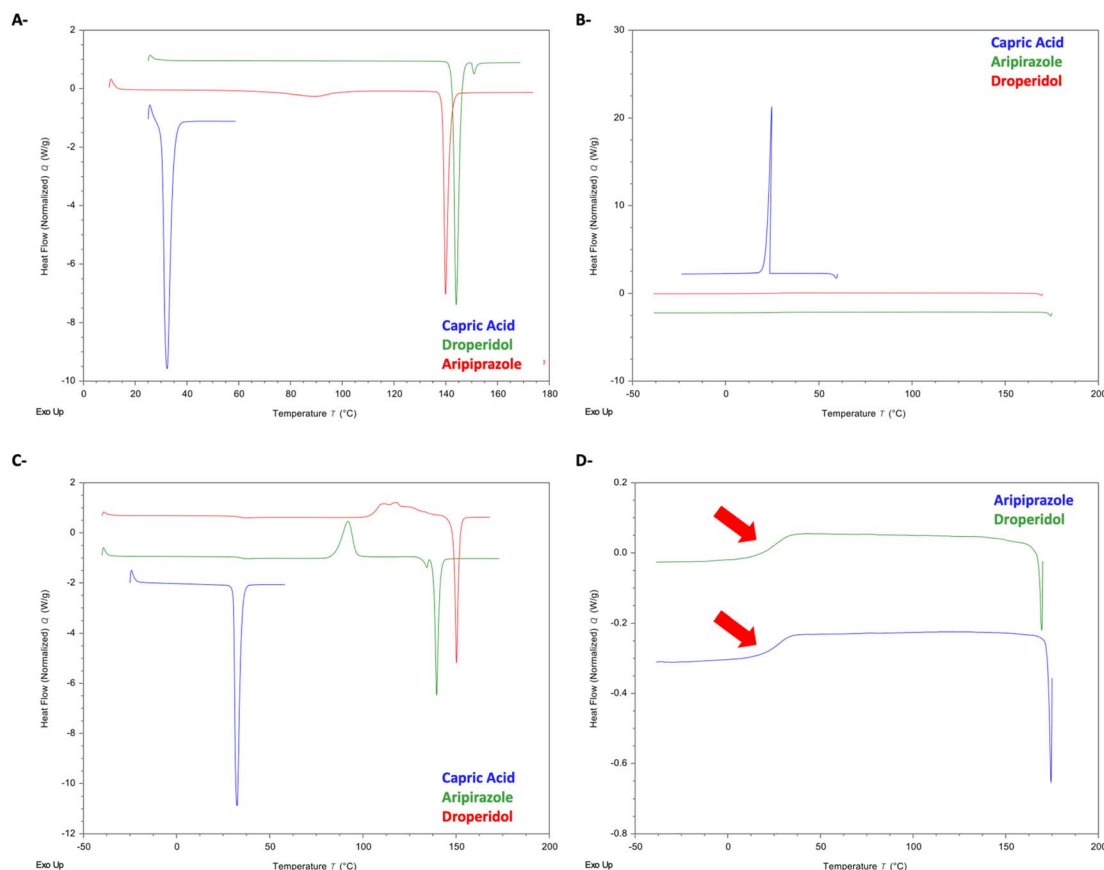 A-
2
0
-2
-4
-6
-8
-10
Heat Flow (Normalized) Q (W/g)
0 20 40 60 80 100 120 140 160 180
Exo Up
Temperature T (°C)
Capric Acid
Droperidol
Aripiprazole
B-
30
20
10
0
-10
Heat Flow (Normalized) Q (W/g)
-50 0 50 100 150 200
Exo Up
Temperature T (°C)
Capric Acid
Aripirazole
Droperidol
C-
2
0
-2
-4
-6
-8
-10
-12
Heat Flow (Normalized) Q (W/g)
-50 0 50 100 150 200
Exo Up
Temperature T (°C)
Capric Acid
Aripirazole
Droperidol
D-
0.2
0.0
-0.2
-0.4
-0.6
-0.8
Heat Flow (Normalized) Q (W/g)
-50 0 50 100 150 200
Exo Up
Temperature T (°C)
Aripiprazole
Droperidol